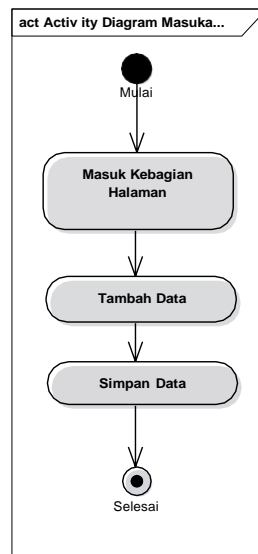 act Activ ity Diagram Masuka...
Mulai
Masuk Kebagian
Halaman
Tambah Data
Simpan Data
Selesai